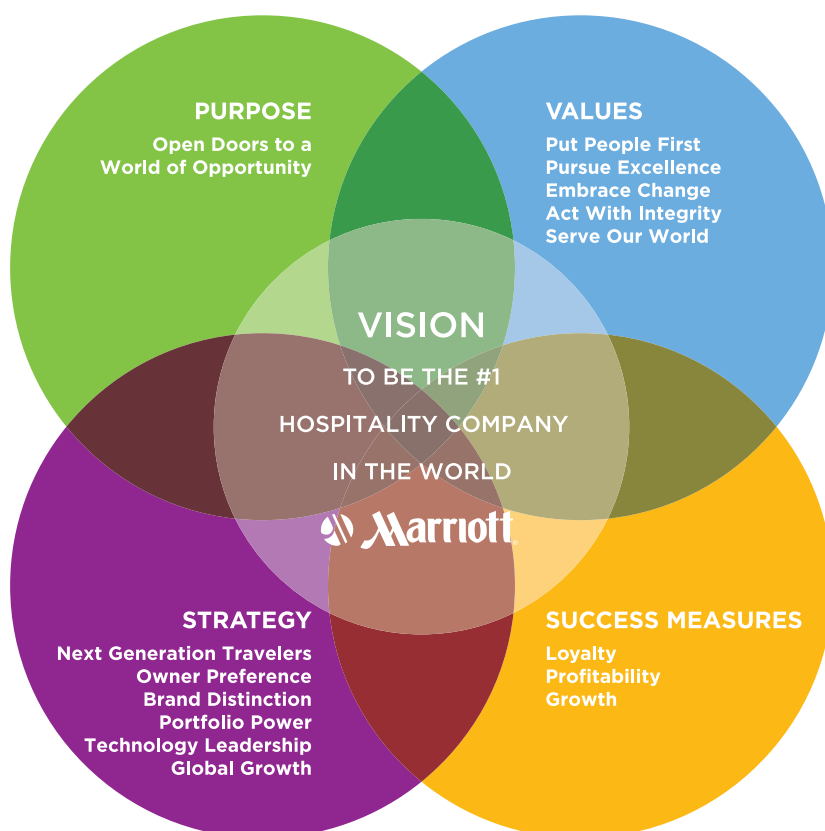 PURPOSE
Open Doors to a
World of Opportunity
VALUES
Put People First
Pursue Excellence
Embrace Change
Act With Integrity
Serve Our World
VISION
TO BE THE #1
HOSPITALITY COMPANY
IN THE WORLD
Marriott
STRATEGY
Next Generation Travelers
Owner Preference
Brand Distinction
Portfolio Power
Technology Leadership
Global Growth
SUCCESS MEASURES
Loyalty
Profitability
Growth